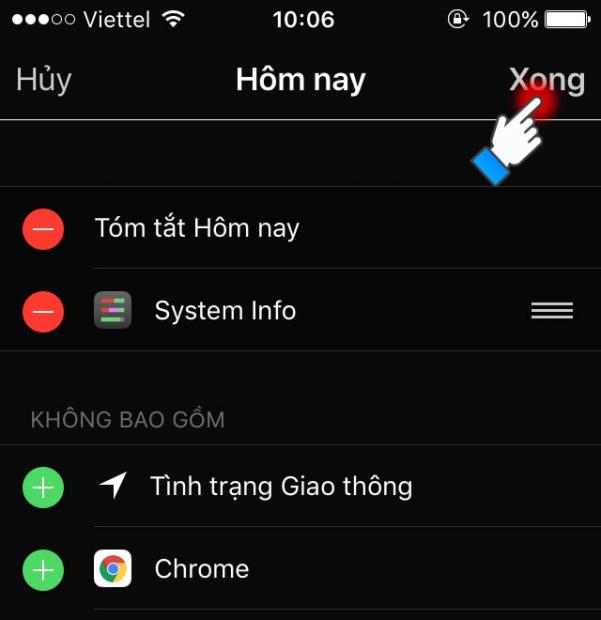 Viettel 10:06 100%
Hủy Hôm nay Xong
Tóm tắt Hôm nay
System Info
KHÔNG BAO GỒM
Tình trạng Giao thông
Chrome